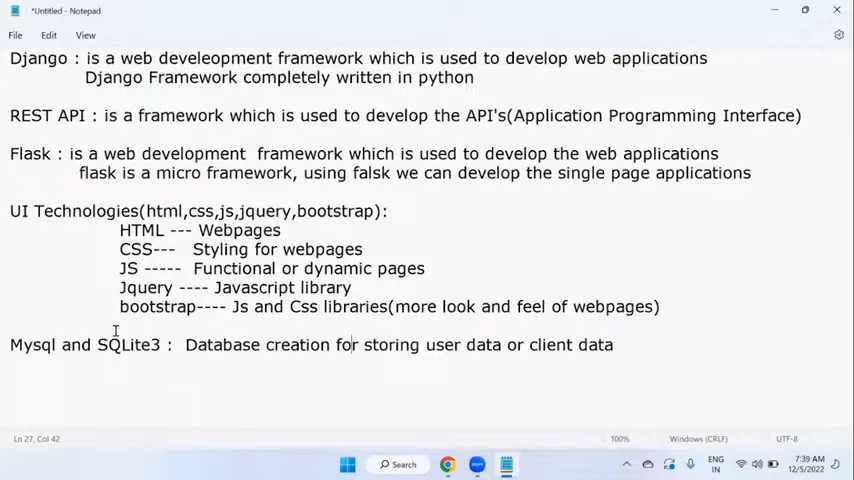 *Untitled - Notepad
File Edit View
Django : is a web develeopment framework which is used to develop web applications
Django Framework completely written in python
REST API : is a framework which is used to develop the API's(Application Programming Interface)
Flask : is a web development  framework which is used to develop the web applications
flask is a micro framework, using falsk we can develop the single page applications
UI Technologies(html,css,js,jquery,bootstrap):
HTML --- Webpages
CSS---   Styling for webpages
JS -----  Functional or dynamic pages
Jquery ---- Javascript library
bootstrap---- Js and Css libraries(more look and feel of webpages)
Mysql and SQLite3 :  Database creation for storing user data or client data
Ln 27, Col 42 100% Windows (CRLF) UTF-8
Search ENG IN 7:39 AM 12/5/2022